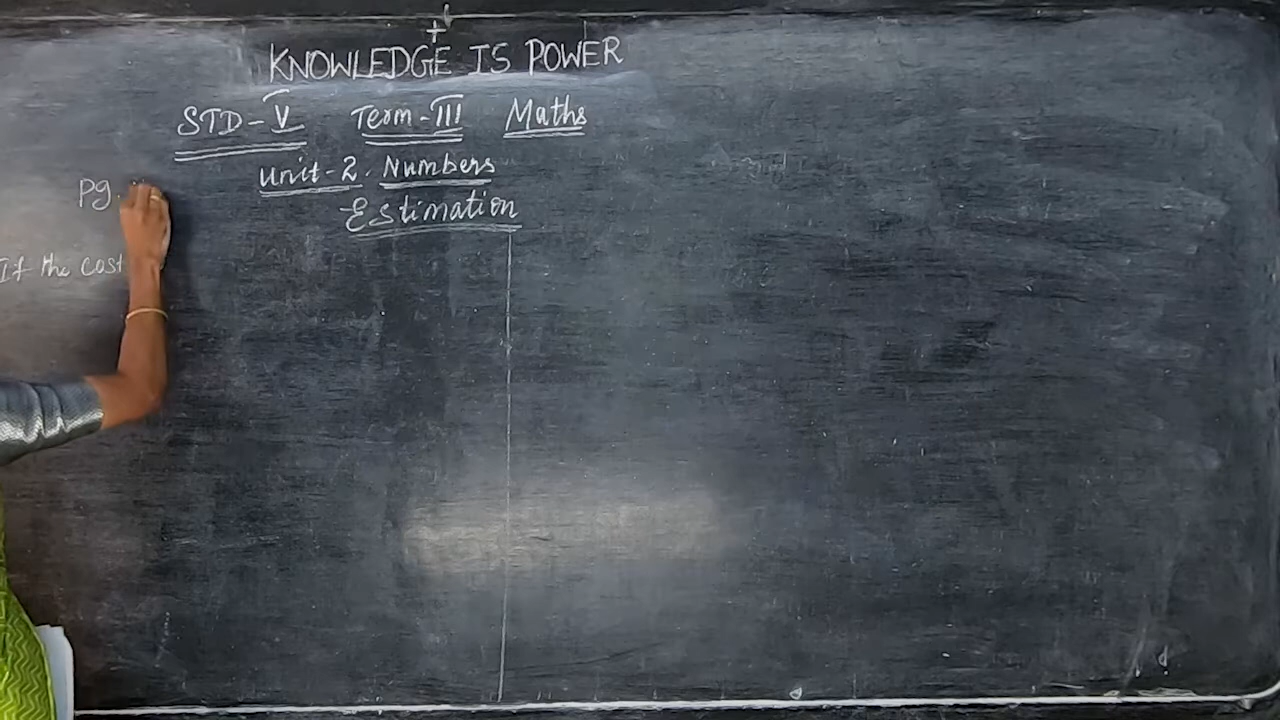 +
KNOWLEDGE IS POWER
STD-V Term-III Maths
Unit-2. Numbers
Pg.
Estimation
If the cost